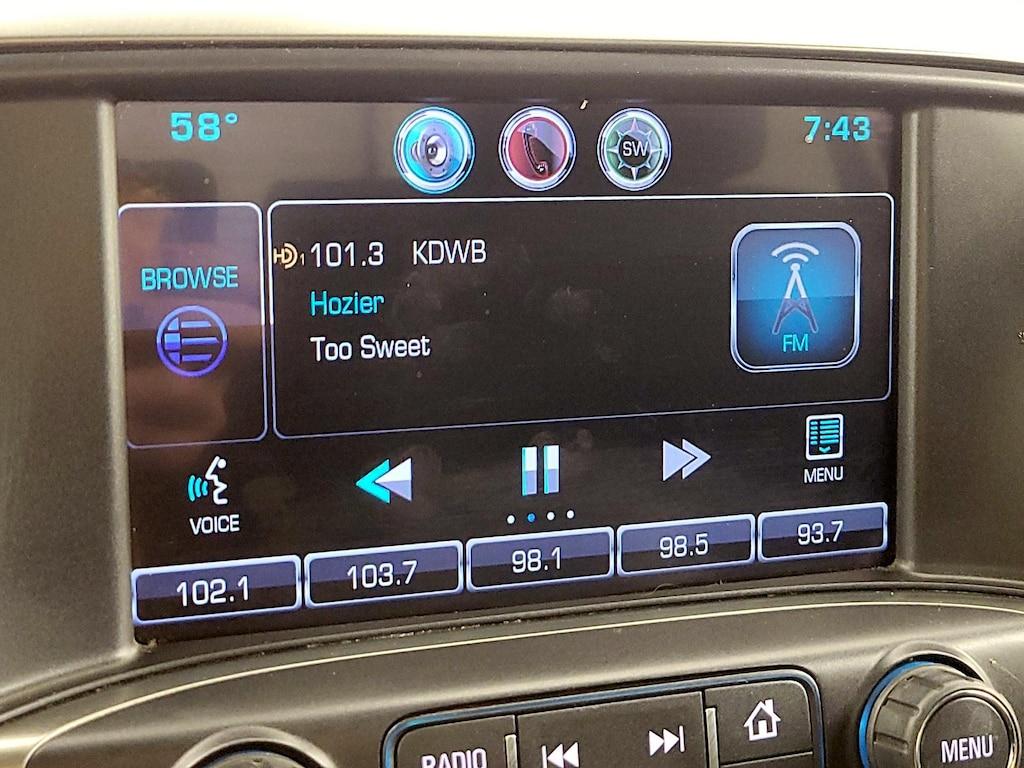 58°
SW
7:43
BROWSE
HD1 101.3 KDWB
Hozier
Too Sweet
FM
VOICE
MENU
102.1
103.7
98.1
98.5
93.7
RADIO
MENU